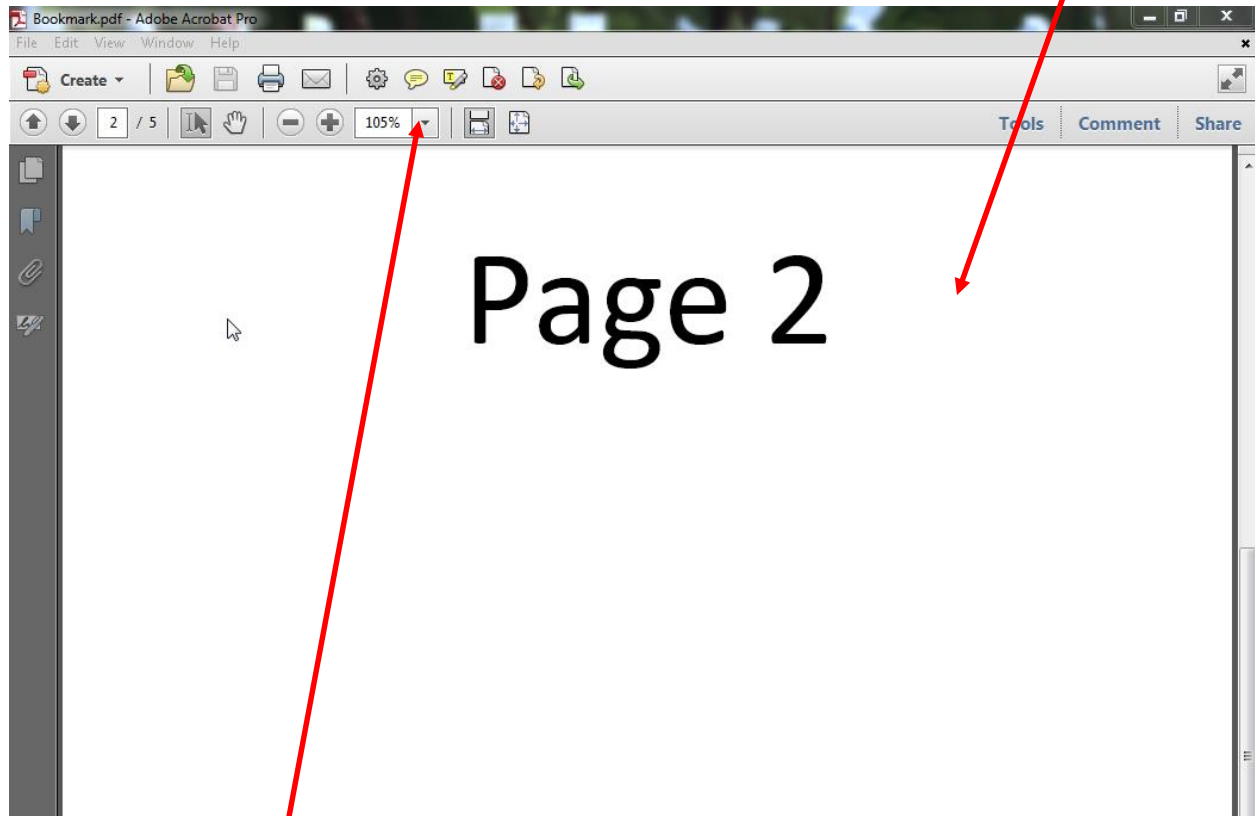 Bookmark.pdf - Adobe Acrobat Pro
File Edit View Window Help
Create
2 / 5 105% Tools Comment Share
Page 2